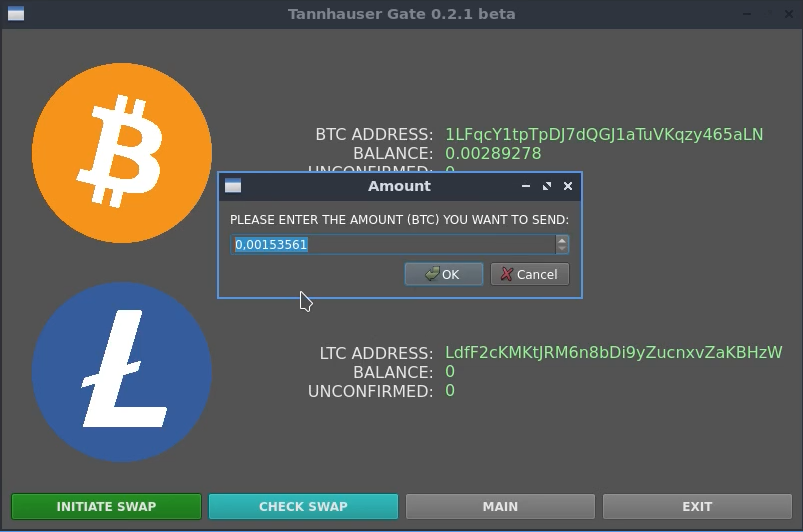 Tannhauser Gate 0.2.1 beta
BTC ADDRESS: 1LFqcY1tpTpDJ7dQGJ1aTuVKqzy465aLN
BALANCE: 0.00289278
UNCONFIRMED: 0
Amount
PLEASE ENTER THE AMOUNT (BTC) YOU WANT TO SEND:
0,00153561
OK
Cancel
LTC ADDRESS: LdfF2cKMKtJRM6n8bDi9yZucnxvZaKBHzW
BALANCE: 0
UNCONFIRMED: 0
INITIATE SWAP
CHECK SWAP
MAIN
EXIT